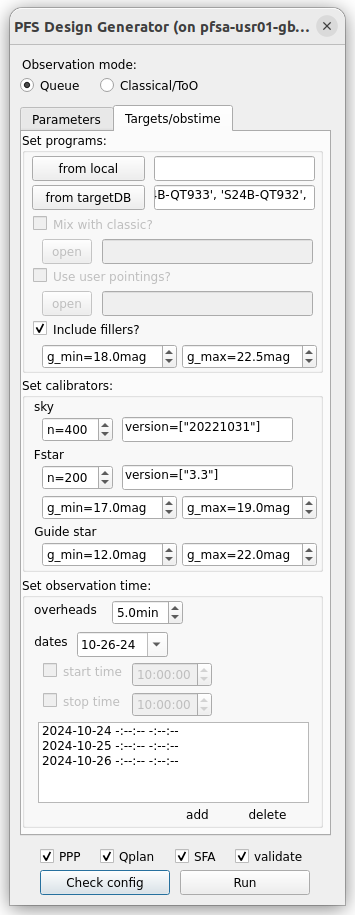 PFS Design Generator (on pfsa-usr01-gb...
Observation mode:
Queue Classical/ToO
Parameters Targets/obstime
Set programs:
from local
from targetDB 4B-QT933', 'S24B-QT932',
Mix with classic?
open
Use user pointings?
open
Include fillers?
g_min=18.0mag g_max=22.5mag
Set calibrators:
sky
n=400 version=["20221031"]
Fstar
n=200 version=["3.3"]
g_min=17.0mag g_max=19.0mag
Guide star
g_min=12.0mag g_max=22.0mag
Set observation time:
overheads 5.0min
dates 10-26-24
start time 10:00:00
stop time 10:00:00
2024-10-24 -:--:-- -:--:--
2024-10-25 -:--:-- -:--:--
2024-10-26 -:--:-- -:--:--
add delete
PPP Qplan SFA validate
Check config Run